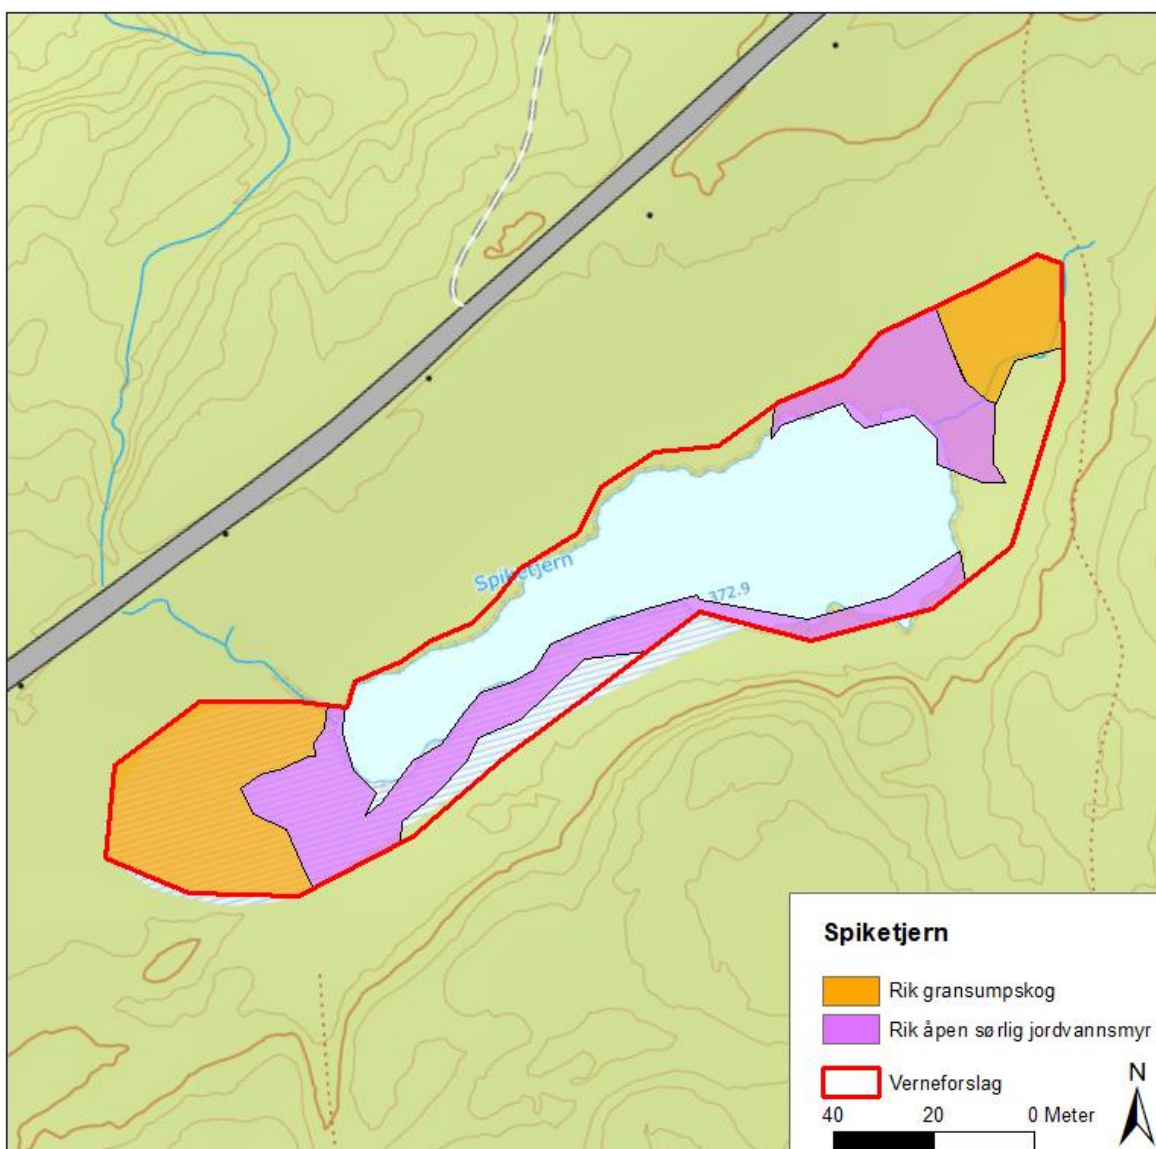 Spiketjern
372.9
Spiketjern
Rik gransumpskog
Rik åpen sørlig jordvannsmyr
Verneforslag
N
40 20 0 Meter